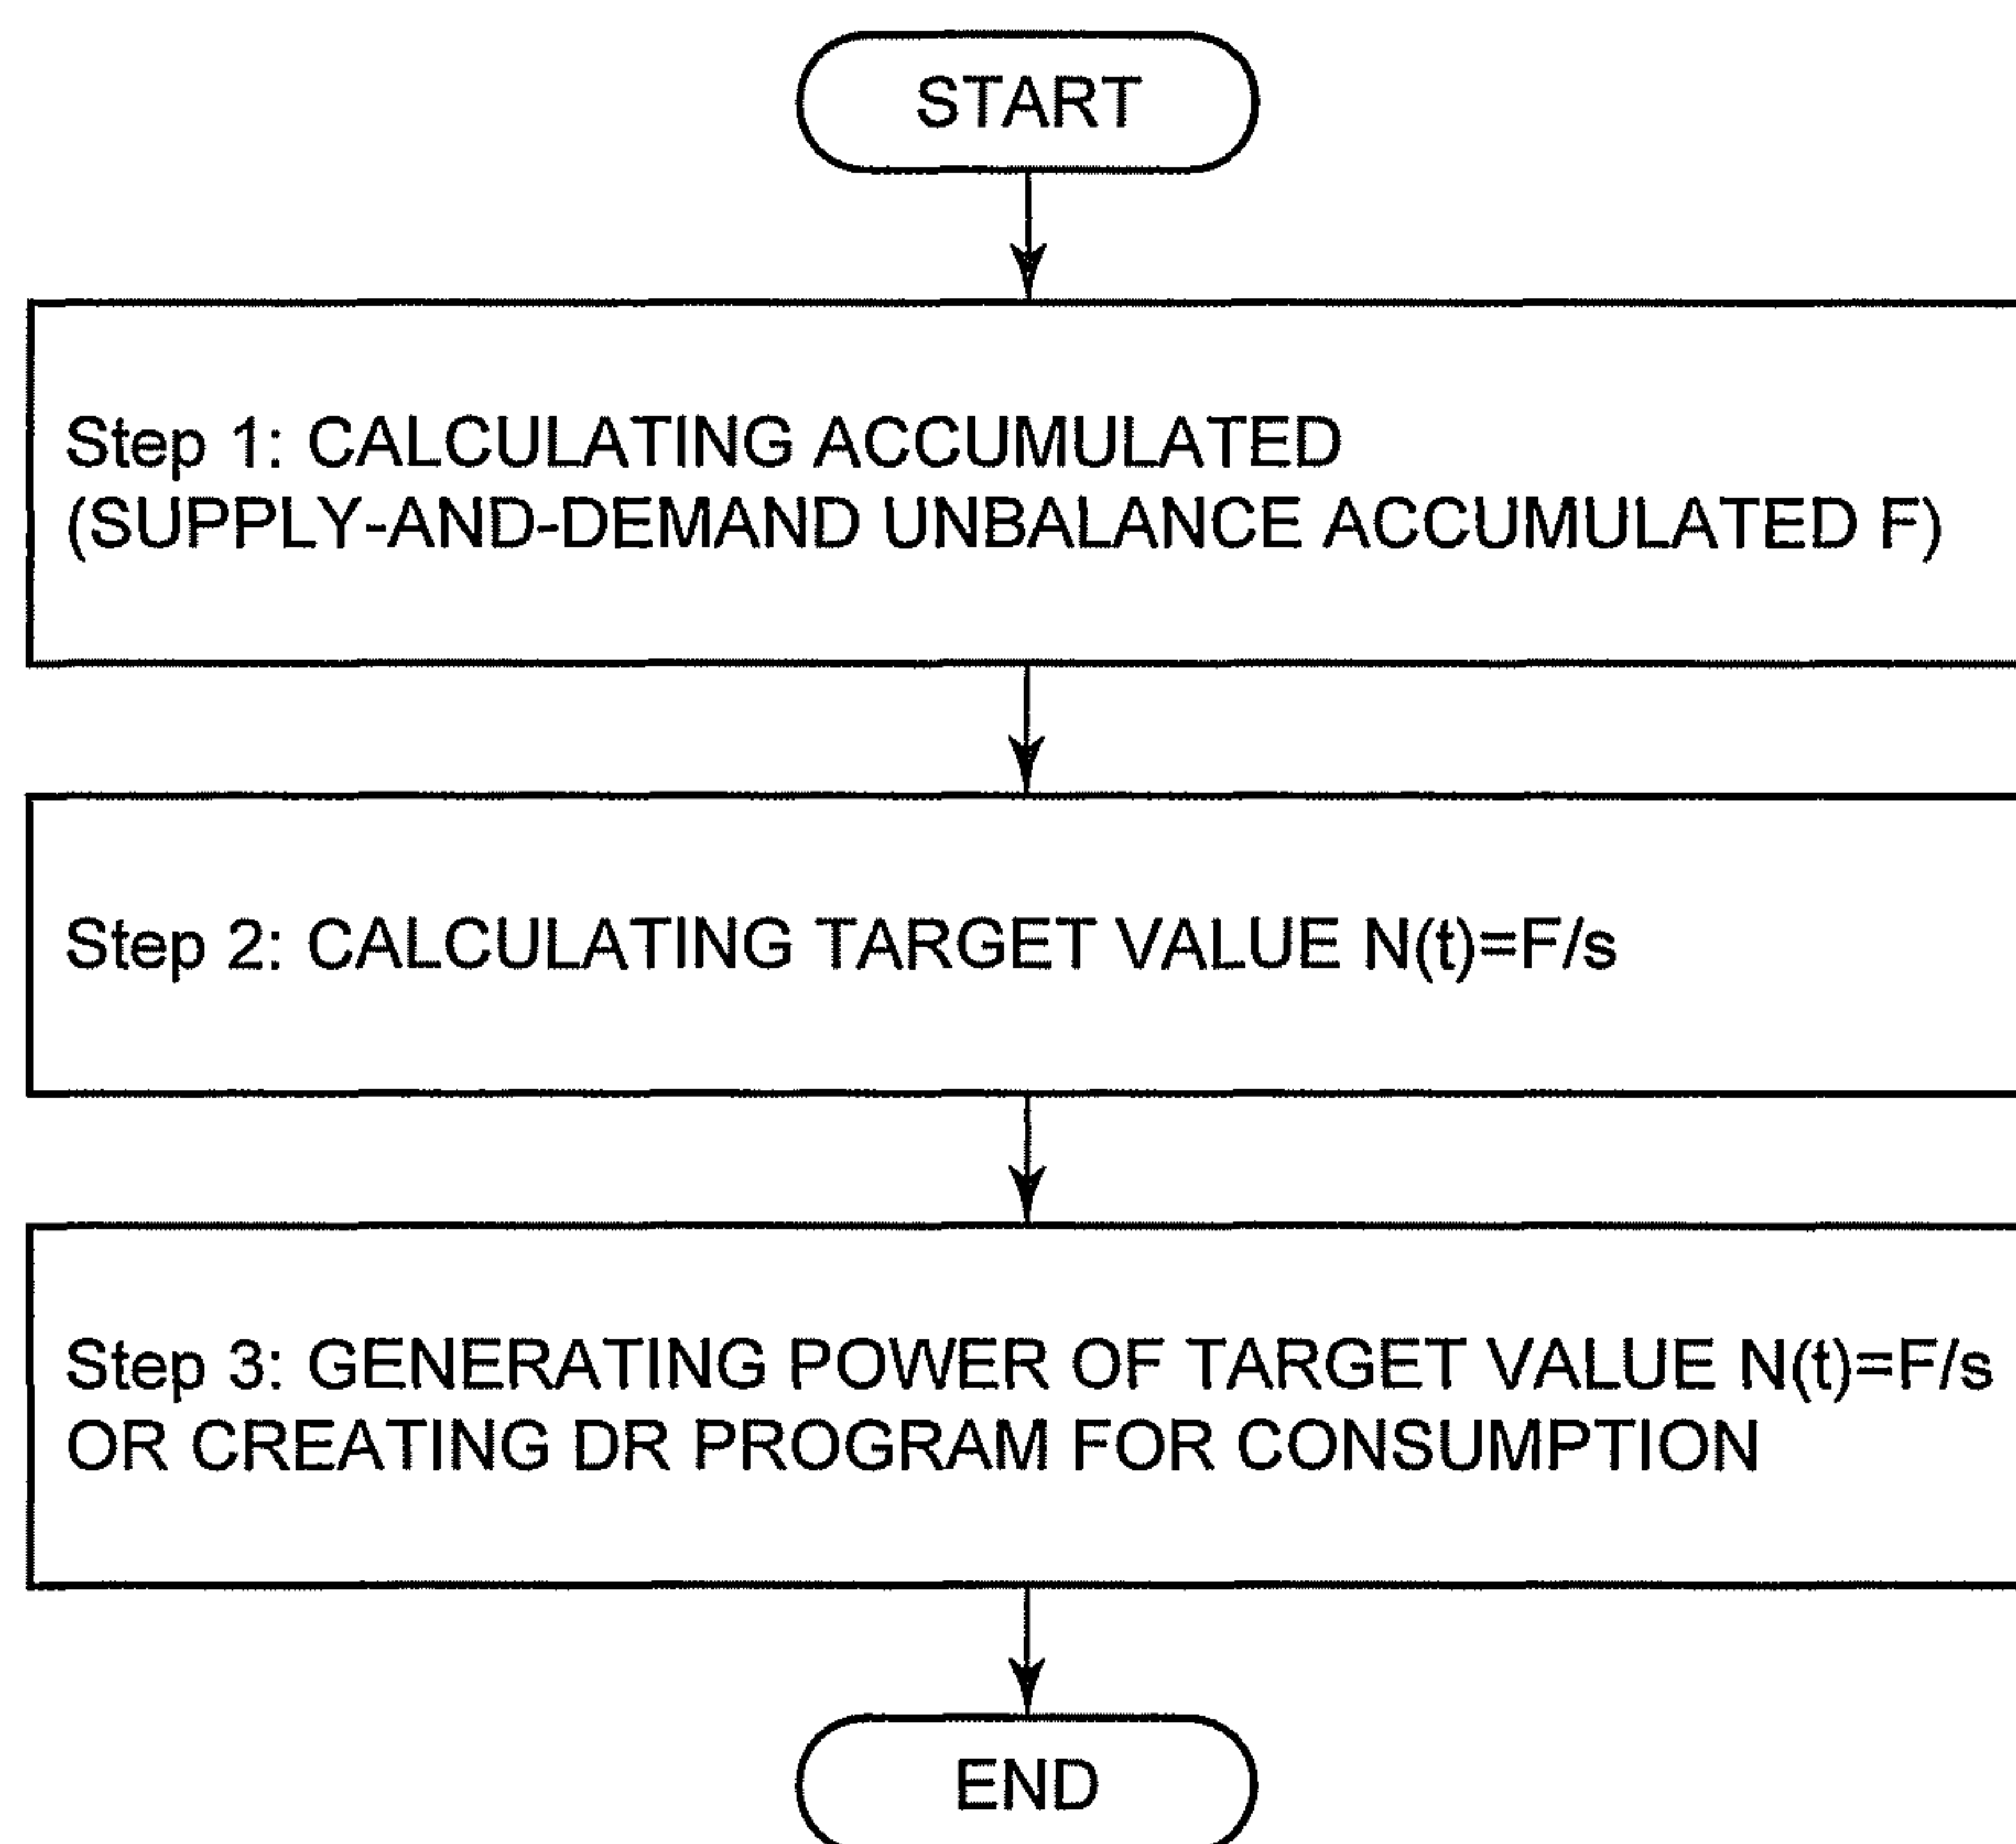 START
Step 1: CALCULATING ACCUMULATED
(SUPPLY-AND-DEMAND UNBALANCE ACCUMULATED F)
Step 2: CALCULATING TARGET VALUE N(t)=F/s
Step 3: GENERATING POWER OF TARGET VALUE N(t)=F/s
OR CREATING DR PROGRAM FOR CONSUMPTION
END